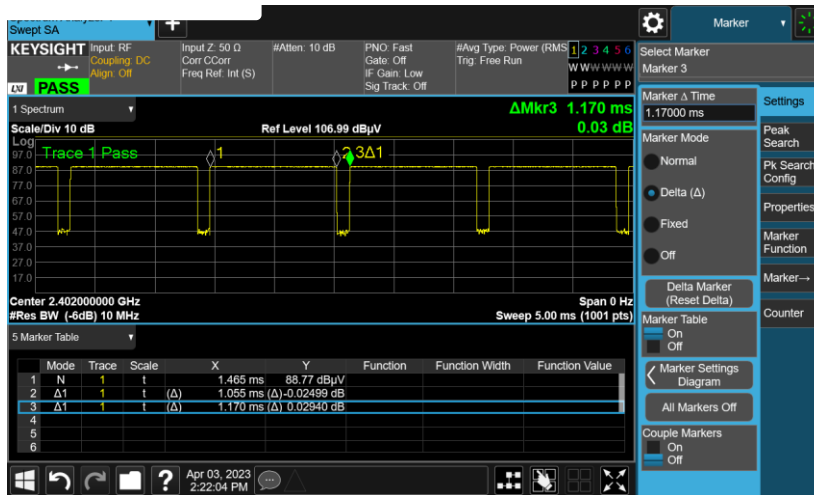 Swept SA
Marker
KEYSIGHT Input: RF Input Z: 50 Ω #Atten: 10 dB PNO: Fast #Avg Type: Power (RMS 1 2 3 4 5 6
Coupling: DC Corr CCorr Gate: Off Trig: Free Run
Align: Off Freq Ref: Int (S) IF Gain: Low W W W W W W
Sig Track: Off
LXI PASS P P P P P P
Select Marker
Marker 3
1 Spectrum
ΔMkr3 1.170 ms
Scale/Div 10 dB Ref Level 106.99 dBµV 0.03 dB
Log
Trace 1 Pass
1
2 3Δ1
97.0
87.0
77.0
67.0
57.0
47.0
37.0
27.0
17.0
Center 2.402000000 GHz Span 0 Hz
#Res BW (-6dB) 10 MHz Sweep 5.00 ms (1001 pts)
5 Marker Table
Mode Trace Scale X Y Function Function Width Function Value
1 N 1 t 1.465 ms 88.77 dBµV
2 Δ1 1 t (Δ) 1.055 ms (Δ) -0.02499 dB
3 Δ1 1 t (Δ) 1.170 ms (Δ) 0.02940 dB
4
5
6
Marker Δ Time
1.17000 ms
Marker Mode
Normal
Delta (Δ)
Fixed
Off
Delta Marker
(Reset Delta)
Marker Table
On
Off
Marker Settings
Diagram
All Markers Off
Couple Markers
On
Off
Settings
Peak
Search
Pk Search
Config
Properties
Marker
Function
Marker→
Counter
?
Apr 03, 2023
2:22:04 PM